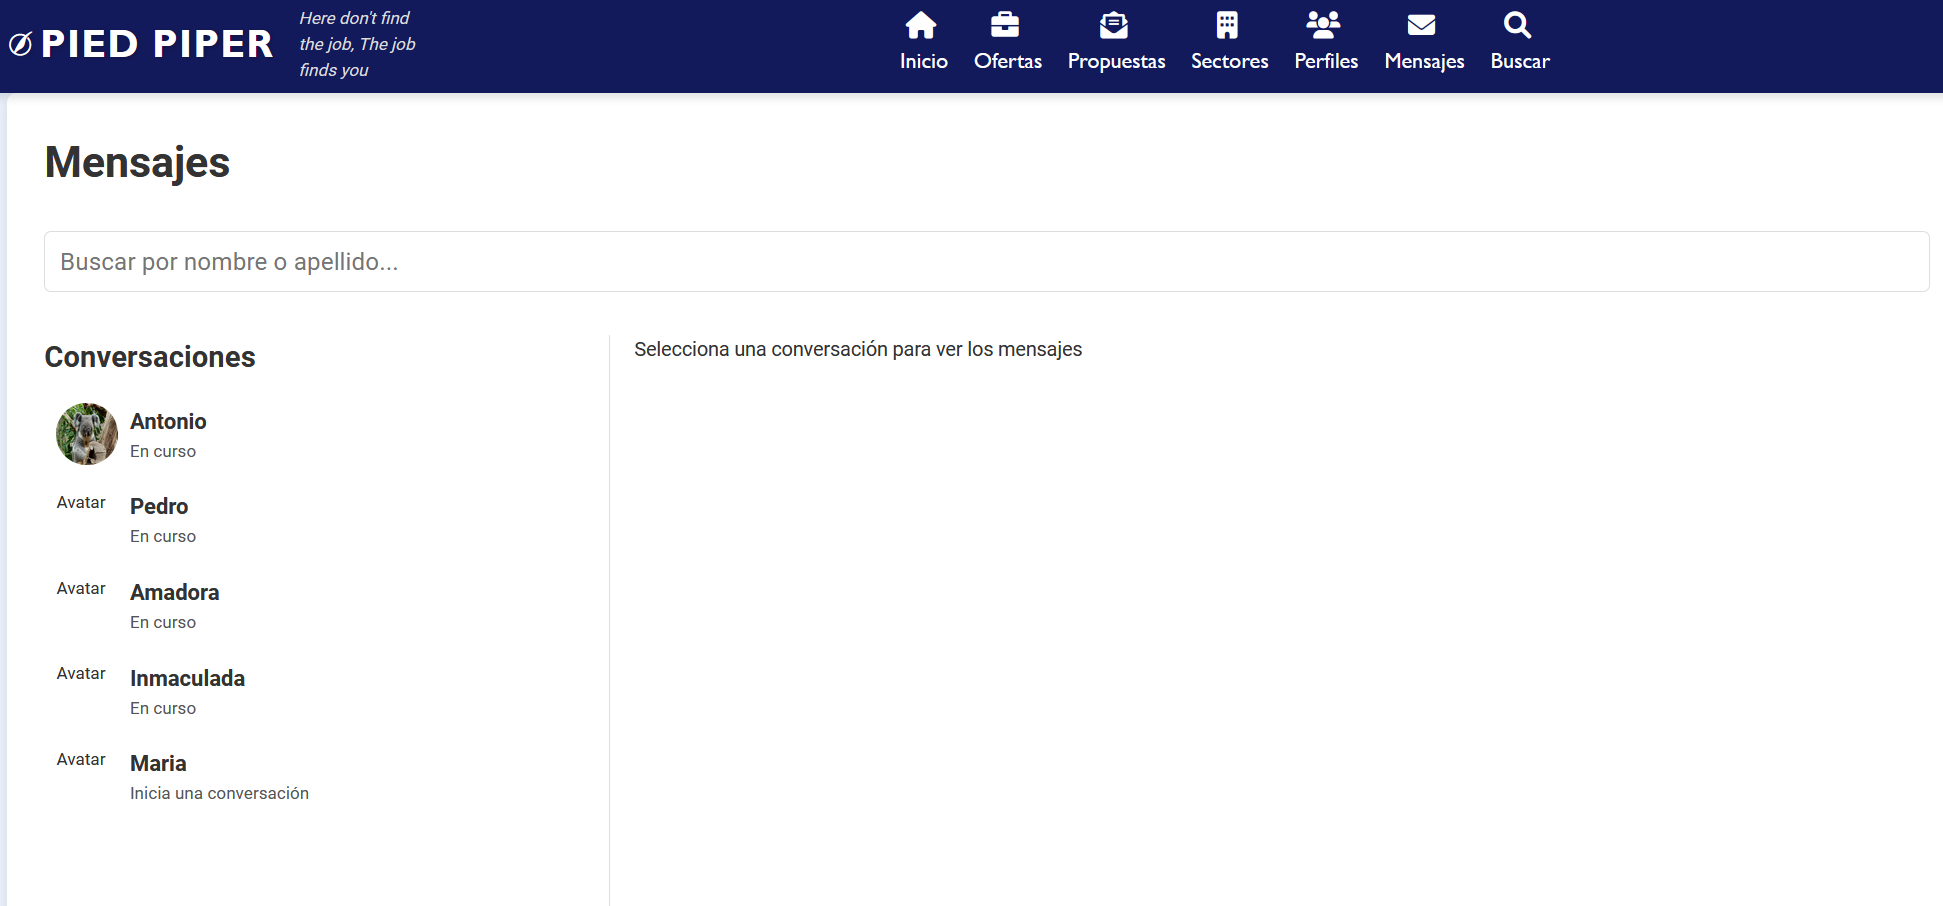 PIED PIPER
Here don't find
the job, The job
finds you
Inicio
Ofertas
Propuestas
Sectores
Perfiles
Mensajes
Buscar
Mensajes
Buscar por nombre o apellido...
Conversaciones
Selecciona una conversación para ver los mensajes
Antonio
En curso
Avatar
Pedro
En curso
Avatar
Amadora
En curso
Avatar
Inmaculada
En curso
Avatar
Maria
Inicia una conversación